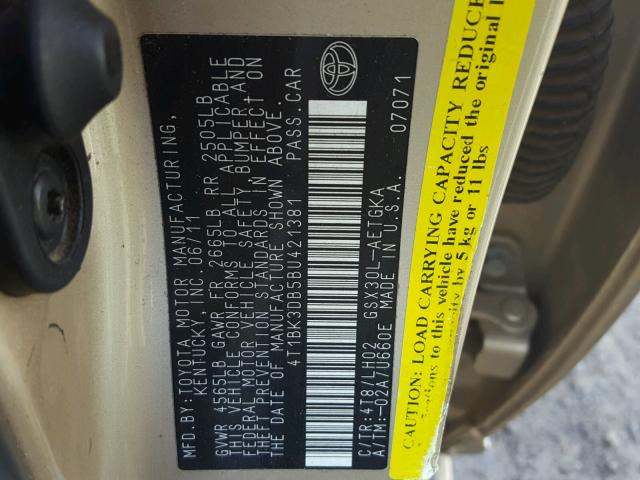 MFD. BY: TOYOTA MOTOR MANUFACTURING,
KENTUCKY, INC. 06/11
GVWR 4565LB GAWR FR 2665LB RR 2505LB
THIS VEHICLE CONFORMS TO ALL APPLICABLE
FEDERAL MOTOR VEHICLE SAFETY, BUMPER, AND
THEFT PREVENTION STANDARDS IN EFFECT ON
THE DATE OF MANUFACTURE SHOWN ABOVE.
4T1BK3DB5BU421381 PASS. CAR
07071
C/TR: 4T8/LH02 GSX30L-AETGKA
A/TM:-02A/U660E MADE IN U.S.A.
CAUTION: LOAD CARRYING CAPACITY REDUCE
to this vehicle have reduced the original l
by 5 kg or 11 lbs